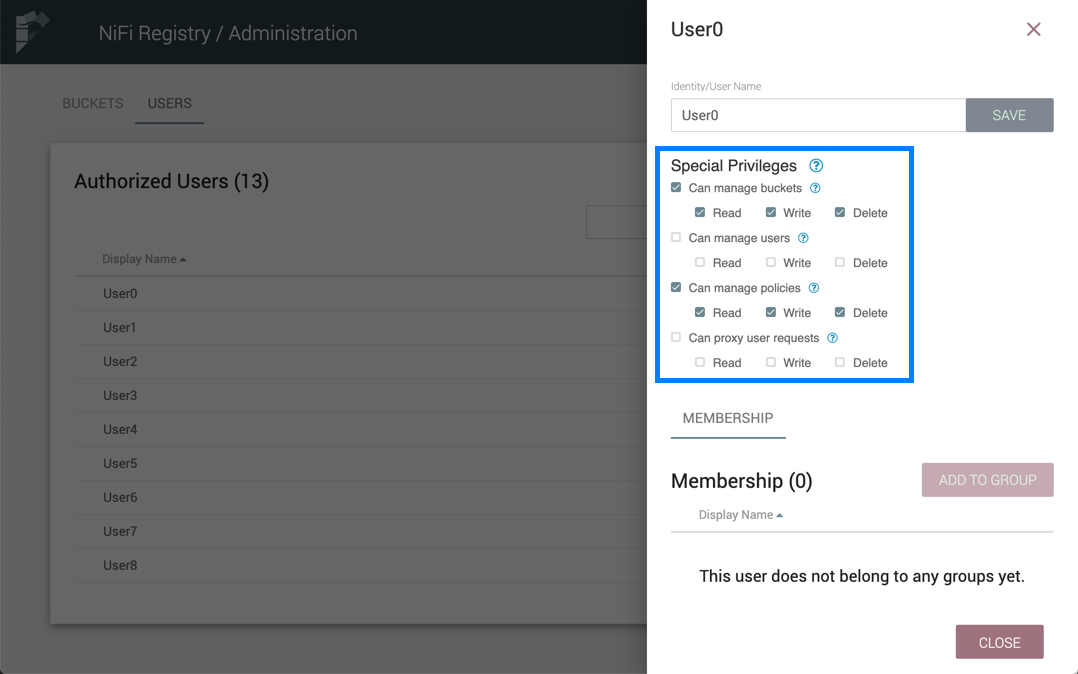 NiFi Registry / Administration
BUCKETS USERS
Authorized Users (13)
Display Name
User0
User1
User2
User3
User4
User5
User6
User7
User8
User0
Identity/User Name
User0 SAVE
Special Privileges ?
Can manage buckets ?
Read Write Delete
Can manage users ?
Read Write Delete
Can manage policies ?
Read Write Delete
Can proxy user requests ?
Read Write Delete
MEMBERSHIP
Membership (0) ADD TO GROUP
Display Name
This user does not belong to any groups yet.
CLOSE